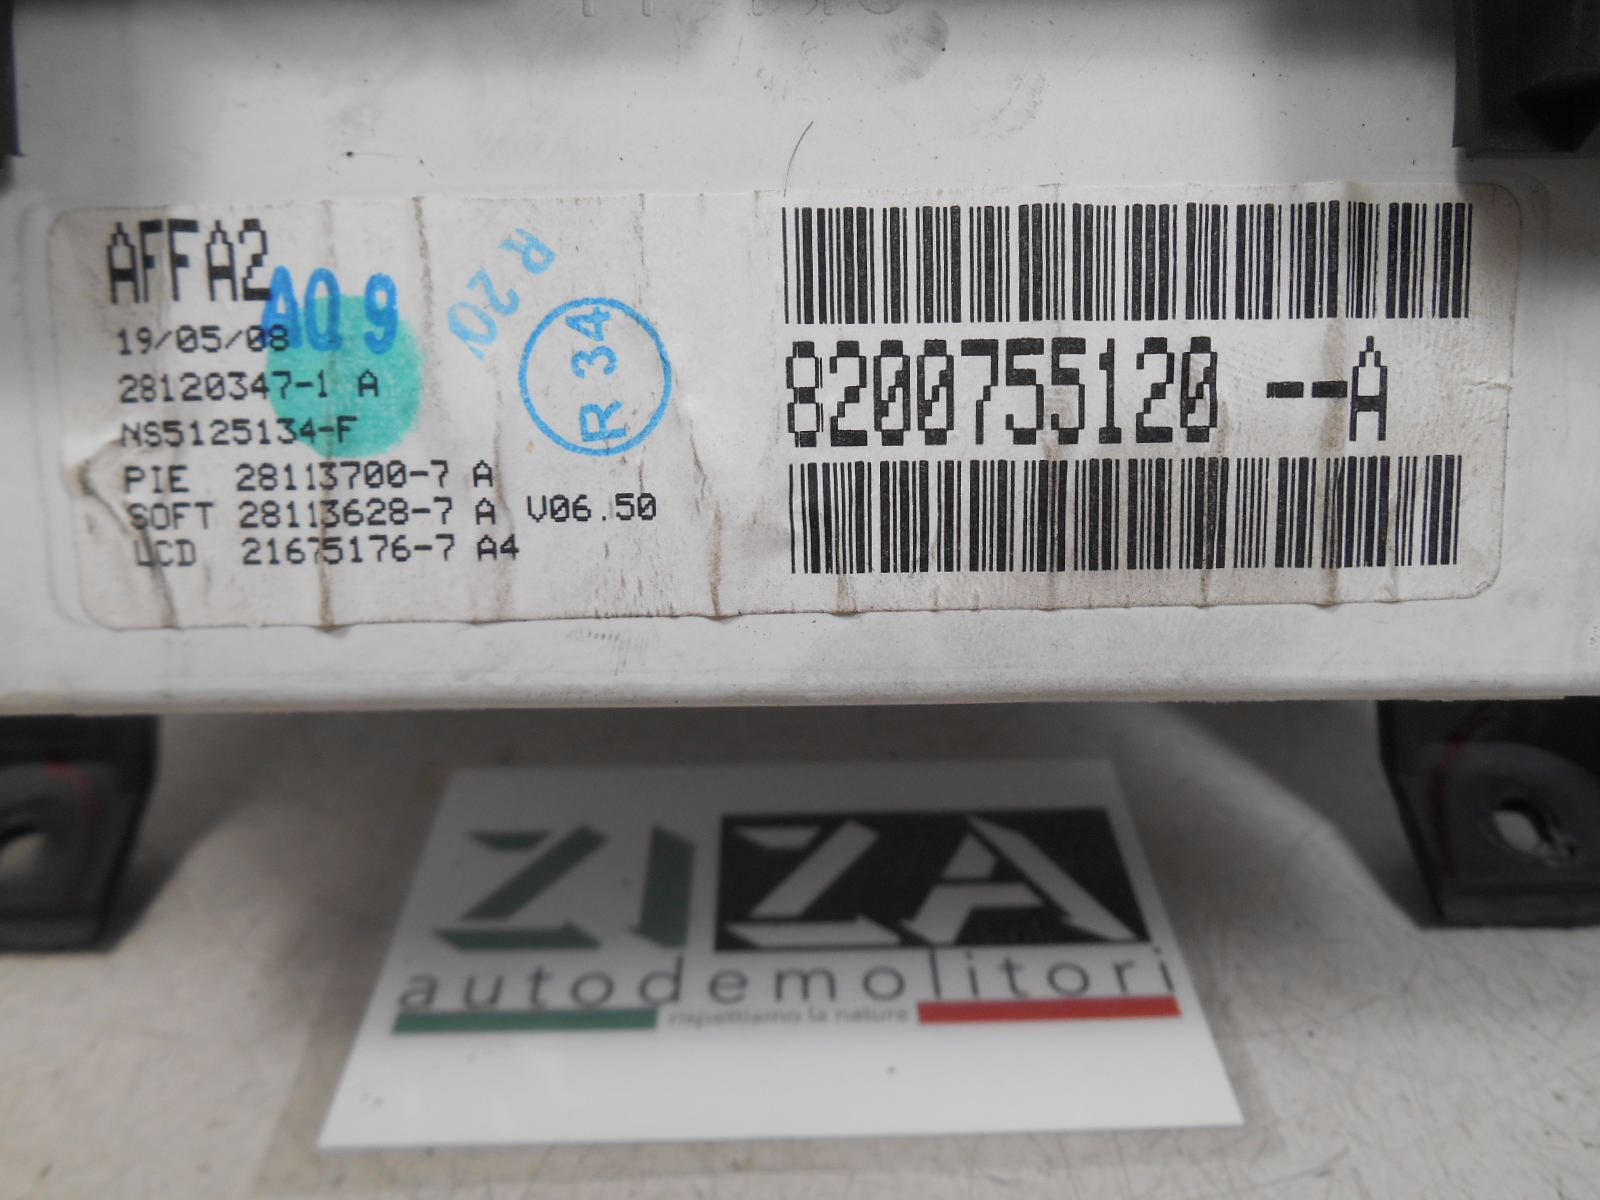 AFFA2
AQ 9
R 20
R 34
19/05/08
28120347-1 A
NS5125134-F
PIE 28113700-7 A
SOFT 28113628-7 A V06.50
LCD 21675176-7 A4
8200755120 --A
ZIZA
autodemolitori
rispettiamo la natura